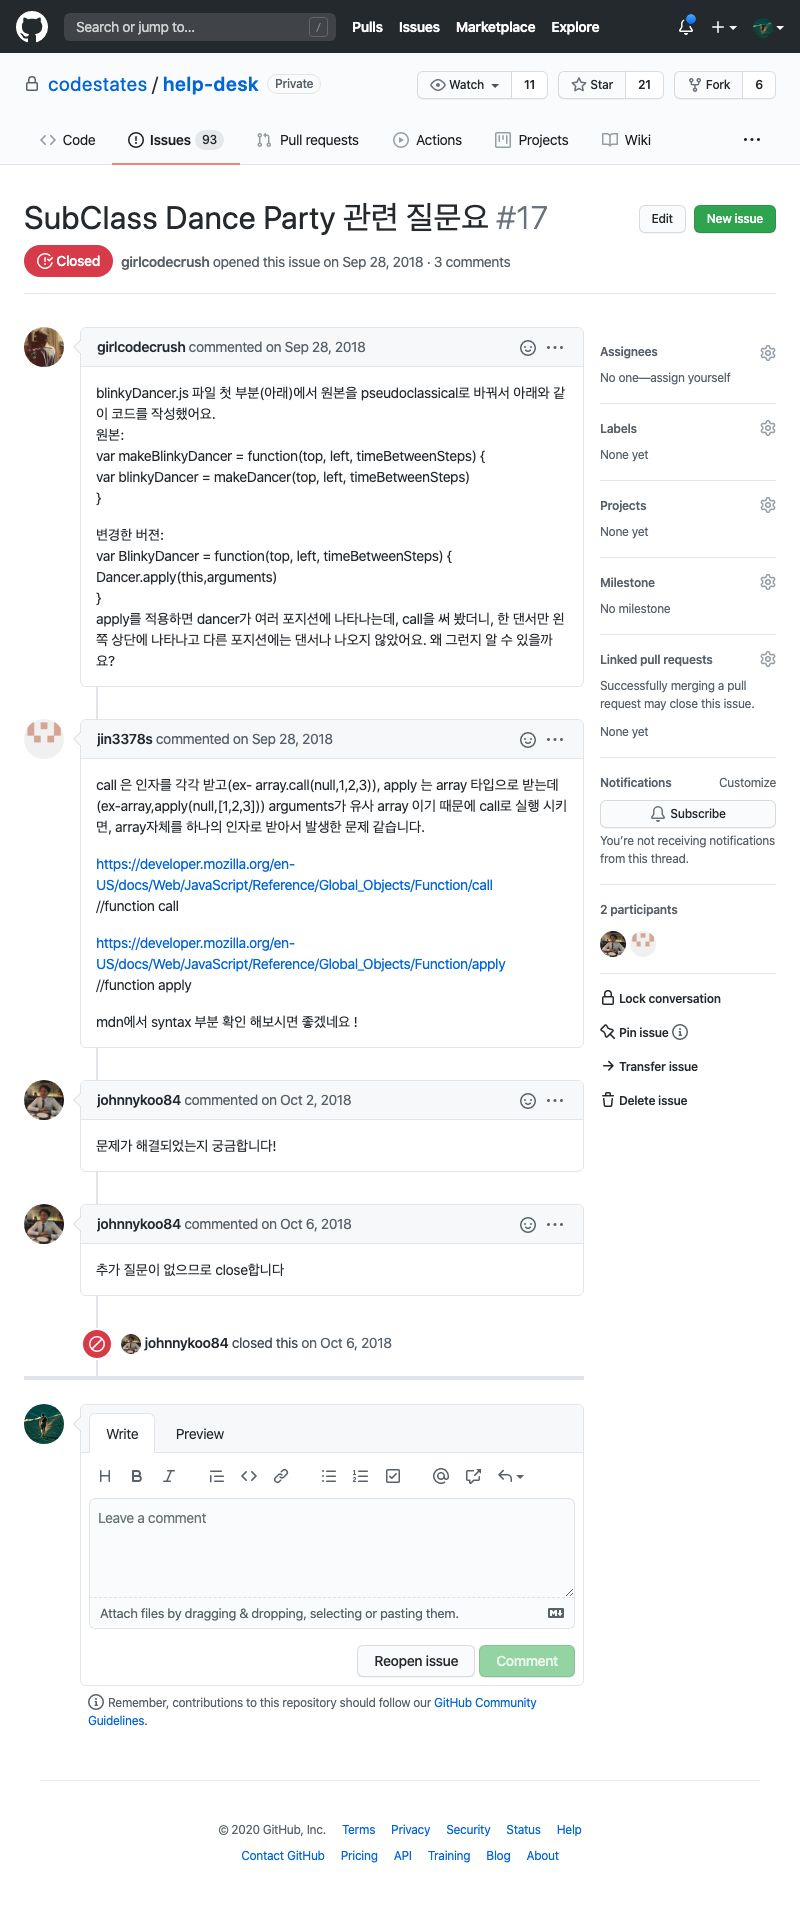 Search or jump to...
/
Pulls
Issues
Marketplace
Explore
codestates / help-desk
Private
Watch
11
Star
21
Fork
6
Code
Issues 93
Pull requests
Actions
Projects
Wiki
SubClass Dance Party 관련 질문요 #17
Edit
New issue
Closed
girlcodecrush opened this issue on Sep 28, 2018 · 3 comments
girlcodecrush commented on Sep 28, 2018
blinkyDancer.js 파일 첫 부분(아래)에서 원본을 pseudoclassical로 바꿔서 아래와 같
이 코드를 작성했어요.
원본:
var makeBlinkyDancer = function(top, left, timeBetweenSteps) {
var blinkyDancer = makeDancer(top, left, timeBetweenSteps)
}
변경한 버젼:
var BlinkyDancer = function(top, left, timeBetweenSteps) {
Dancer.apply(this,arguments)
}
apply를 적용하면 dancer가 여러 포지션에 나타나는데, call을 써 봤더니, 한 댄서만 왼
쪽 상단에 나타나고 다른 포지션에는 댄서나 나오지 않았어요. 왜 그런지 알 수 있을까
요?
jin3378s commented on Sep 28, 2018
call 은 인자를 각각 받고(ex- array.call(null,1,2,3)), apply 는 array 타입으로 받는데
(ex-array,apply(null,[1,2,3])) arguments가 유사 array 이기 때문에 call로 실행 시키
면, array자체를 하나의 인자로 받아서 발생한 문제 같습니다.
https://developer.mozilla.org/en-
US/docs/Web/JavaScript/Reference/Global_Objects/Function/call
//function call
https://developer.mozilla.org/en-
US/docs/Web/JavaScript/Reference/Global_Objects/Function/apply
//function apply
mdn에서 syntax 부분 확인 해보시면 좋겠네요 !
johnnykoo84 commented on Oct 2, 2018
문제가 해결되었는지 궁금합니다!
johnnykoo84 commented on Oct 6, 2018
추가 질문이 없으므로 close합니다
johnnykoo84 closed this on Oct 6, 2018
Assignees
No one—assign yourself
Labels
None yet
Projects
None yet
Milestone
No milestone
Linked pull requests
Successfully merging a pull
request may close this issue.
None yet
Notifications
Customize
Subscribe
You're not receiving notifications
from this thread.
2 participants
Lock conversation
Pin issue
Transfer issue
Delete issue
Write
Preview
Leave a comment
Attach files by dragging & dropping, selecting or pasting them.
Reopen issue
Comment
Remember, contributions to this repository should follow our GitHub Community
Guidelines.
© 2020 GitHub, Inc.
Terms
Privacy
Security
Status
Help
Contact GitHub
Pricing
API
Training
Blog
About